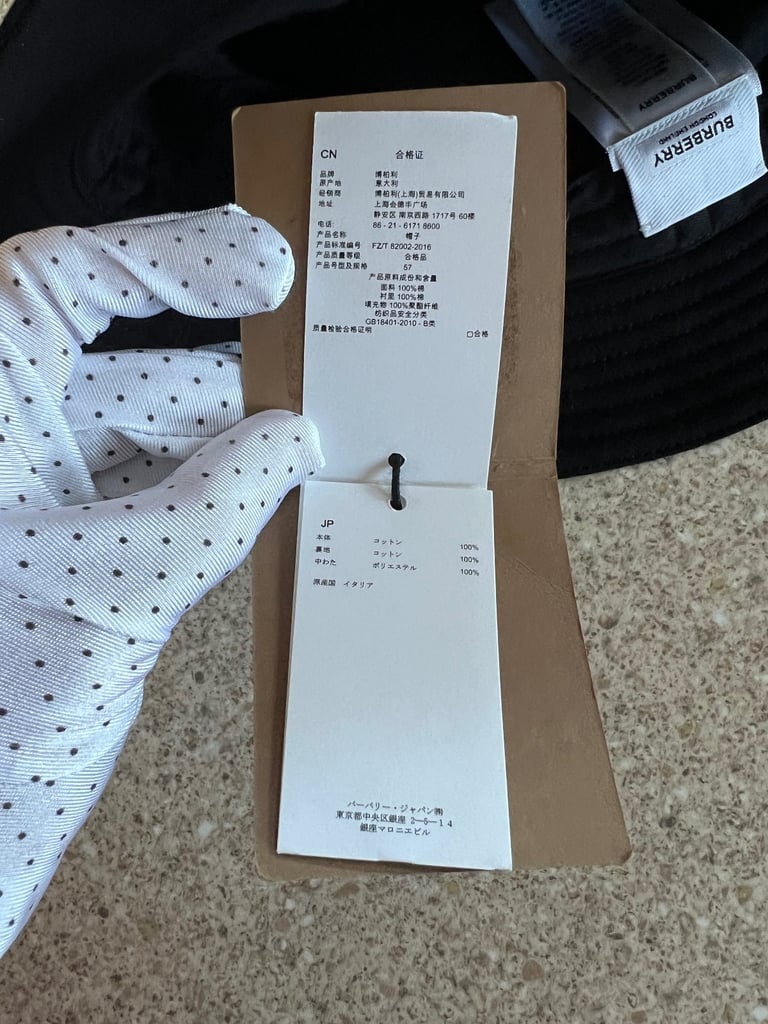 BURBERRY
LONDON ENGLAND
BURBERRY
CN 合格证
品牌 博柏利
原产地 意大利
经销商 博柏利(上海)贸易有限公司
地址 上海会德丰广场
静安区 南京西路 1717号 60楼
电话: 86 - 21 - 6171 8600
产品名称 帽子
产品标准编号 FZ/T 82002-2016
产品质量等级 合格品
产品号型及规格 57
产品原料成份和含量
面料 100%棉
衬里 100%棉
填充物 100%聚酯纤维
纺织品安全分类
GB18401-2010 - B类
质量检验合格证明 口合格
JP
本体 コットン 100%
裏地 コットン 100%
中わた ポリエステル 100%
原産国 イタリア
バーバリー・ジャパン㈱
東京都中央区銀座 2—5—14
銀座マロニエビル